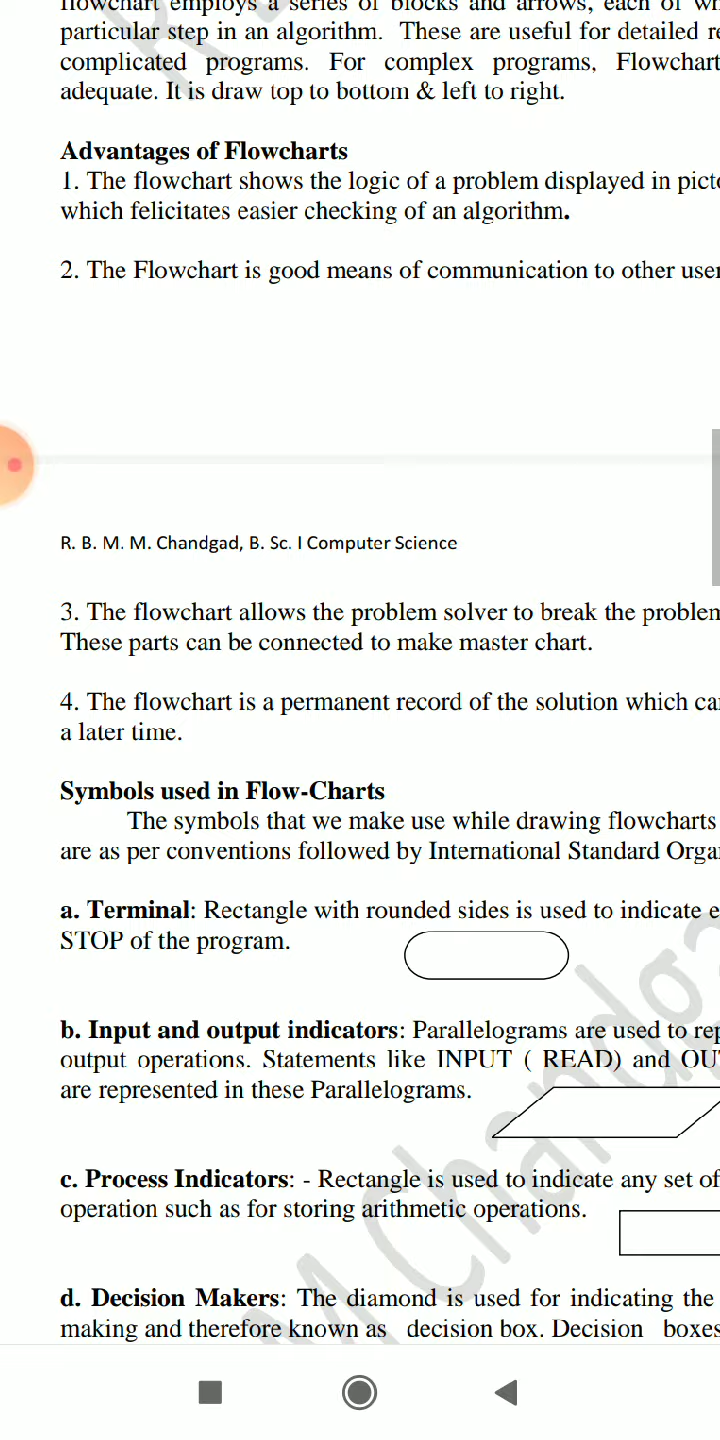 flowchart employs a series of blocks and arrows, each of
particular step in an algorithm. These are useful for detailed
complicated programs. For complex programs, Flowchart
adequate. It is draw top to bottom & left to right.
Advantages of Flowcharts
1. The flowchart shows the logic of a problem displayed in
which felicitates easier checking of an algorithm.
2. The Flowchart is good means of communication to other
R. B. M. M. Chandgad, B. Sc. I Computer Science
3. The flowchart allows the problem solver to break the
These parts can be connected to make master chart.
4. The flowchart is a permanent record of the solution which
a later time.
Symbols used in Flow-Charts
The symbols that we make use while drawing flowcharts
are as per conventions followed by International Standard
a. Terminal: Rectangle with rounded sides is used to indicate
STOP of the program.
b. Input and output indicators: Parallelograms are used to
output operations. Statements like INPUT ( READ) and
are represented in these Parallelograms.
c. Process Indicators: - Rectangle is used to indicate any set of
operation such as for storing arithmetic operations.
d. Decision Makers: The diamond is used for indicating the
making and therefore known as decision box. Decision boxes